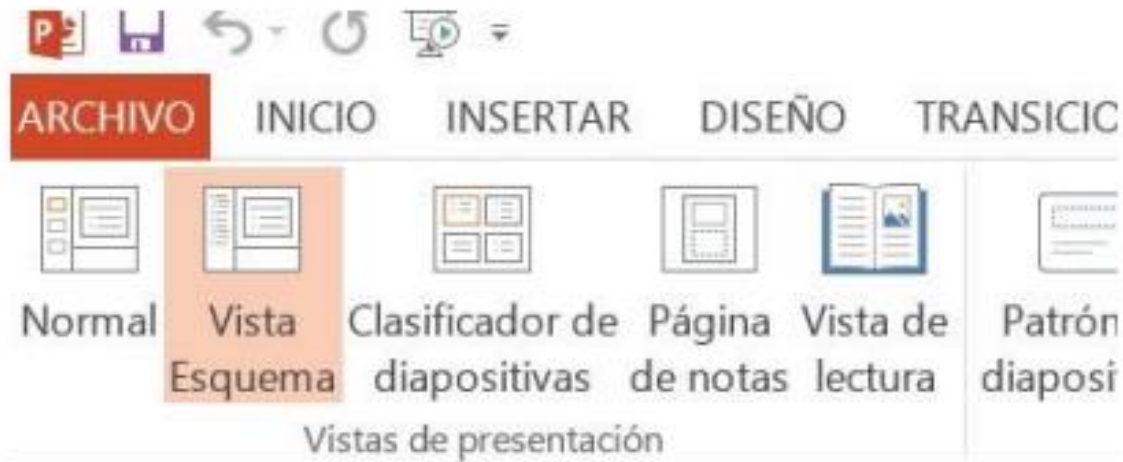 P
ARCHIVO INICIO INSERTAR DISEÑO TRANSICIO
Normal Vista Clasificador de Página Vista de Patrón
Esquema diapositivas de notas lectura diaposi
Vistas de presentación